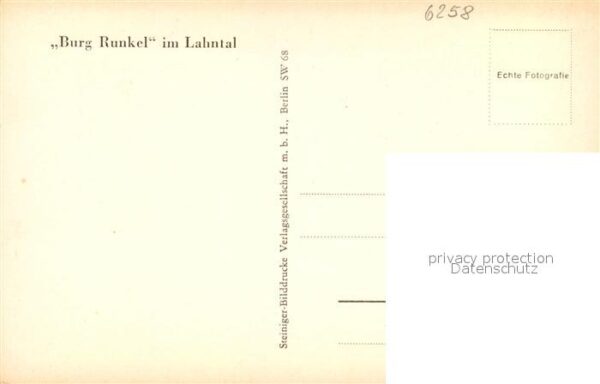 6258
„Burg Runkel“ im Lahntal
Echte Fotografie
Steiniger-Bilddrucke Verlagsgesellschaft m. b. H., Berlin SW 68
privacy protection
Datenschutz